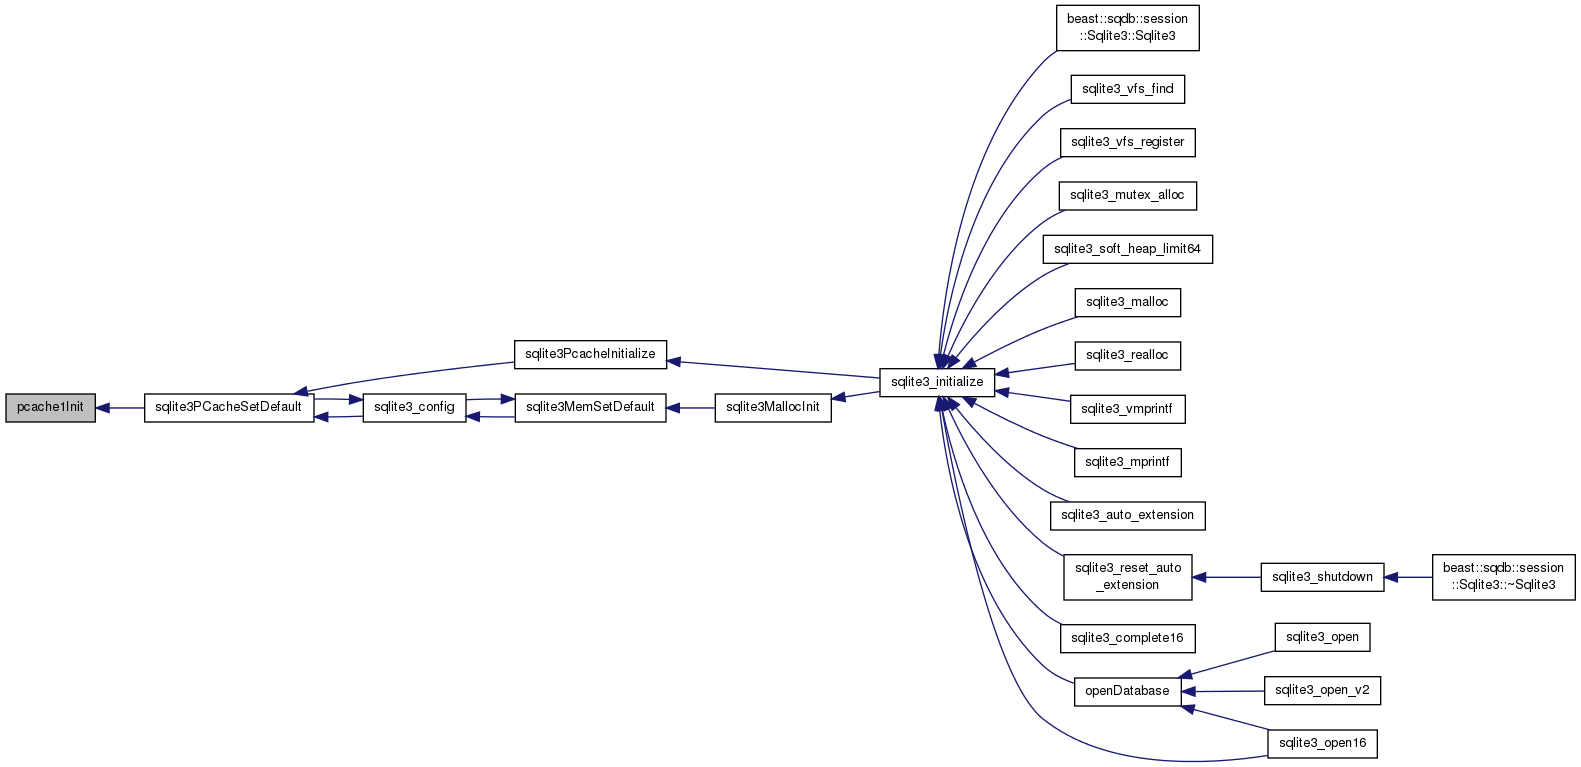 beast::sqdb::session
::Sqlite3::Sqlite3
sqlite3_vfs_find
sqlite3_vfs_register
sqlite3_mutex_alloc
sqlite3_soft_heap_limit64
sqlite3_malloc
sqlite3_realloc
sqlite3PcacheInitialize
sqlite3_initialize
pcache1Init
sqlite3PCacheSetDefault
sqlite3_config
sqlite3MemSetDefault
sqlite3MallocInit
sqlite3_vmprintf
sqlite3_mprintf
sqlite3_auto_extension
sqlite3_reset_auto
_extension
sqlite3_shutdown
beast::sqdb::session
::Sqlite3::~Sqlite3
sqlite3_complete16
sqlite3_open
openDatabase
sqlite3_open_v2
sqlite3_open16